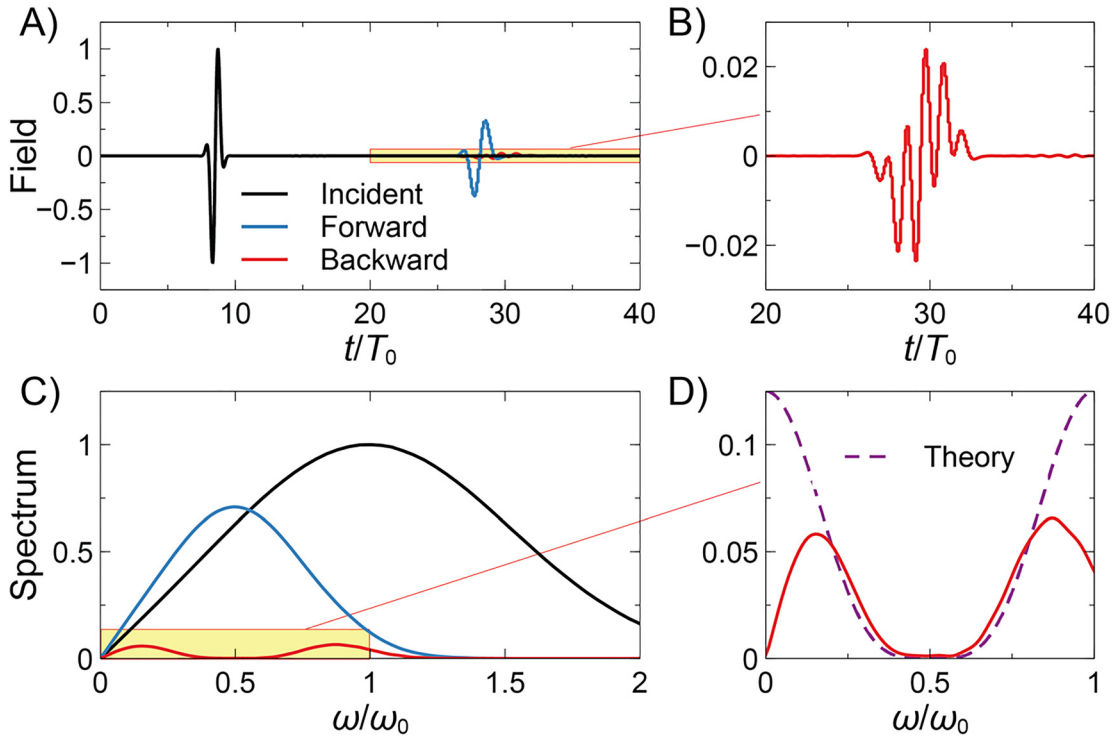 A)
B)
Field
1
0.5
0
−0.5
−1
Incident
Forward
Backward
0
10
20
30
40
t/T0
0.02
0
−0.02
20
30
40
t/T0
C)
D)
Spectrum
1
0.5
0
0
0.5
1
1.5
2
ω/ω0
0.1
0.05
0
Theory
0
0.5
1
ω/ω0